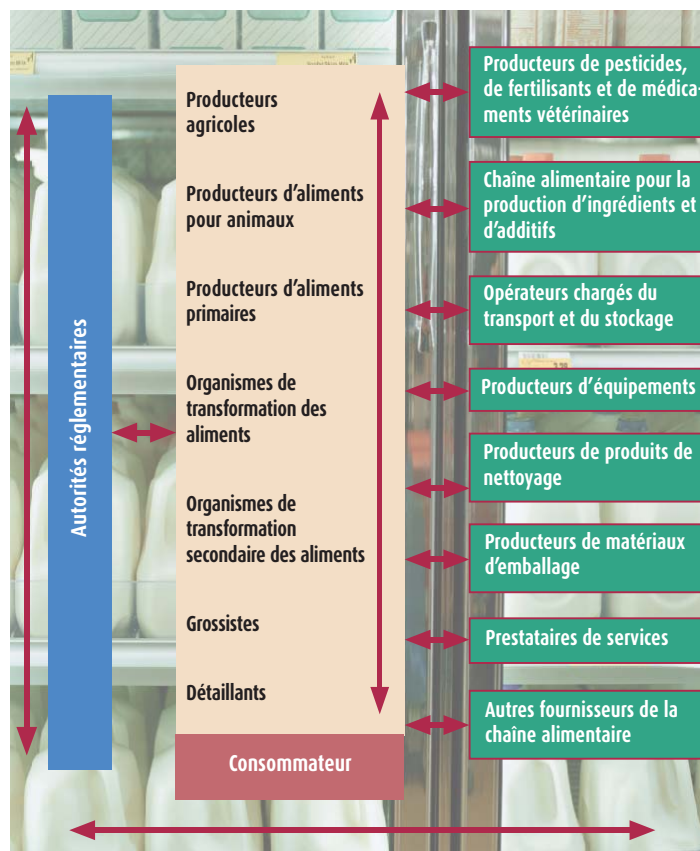 Autorités réglementaires
Producteurs
agricoles
Producteurs d’aliments
pour animaux
Producteurs d’aliments
primaires
Organismes de
transformation des
aliments
Organismes de
transformation
secondaire des aliments
Grossistes
Détaillants
Consommateur
Producteurs de pesticides,
de fertilisants et de médica-
ments vétérinaires
Chaîne alimentaire pour la
production d’ingrédients et
d’additifs
Opérateurs chargés du
transport et du stockage
Producteurs d’équipements
Producteurs de produits de
nettoyage
Producteurs de matériaux
d’emballage
Prestataires de services
Autres fournisseurs de la
chaîne alimentaire